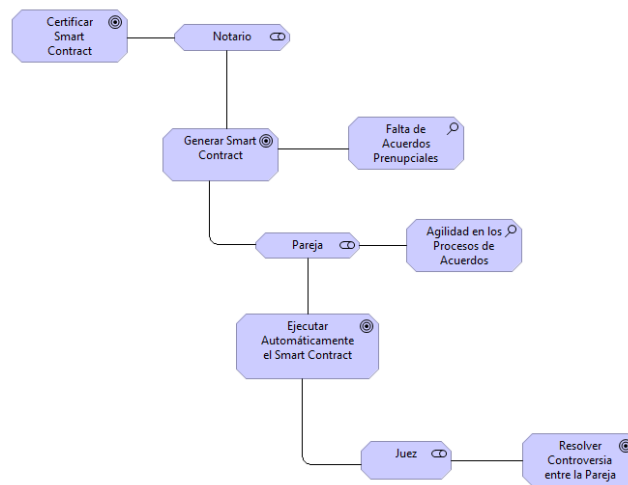 Certificar
Smart
Contract
Notario
Generar Smart
Contract
Falta de
Acuerdos
Prenupciales
Pareja
Agilidad en los
Procesos de
Acuerdos
Ejecutar
Automáticamente
el Smart Contract
Juez
Resolver
Controversia
entre la Pareja